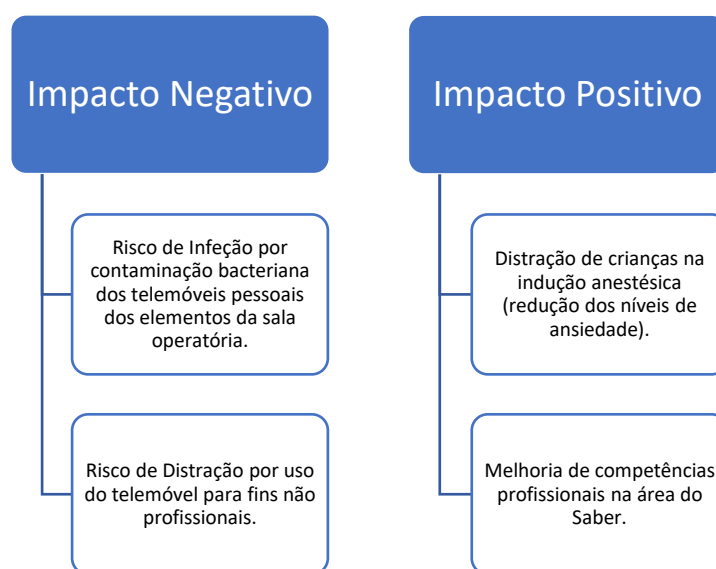 Impacto Negativo
Risco de Infeção por
contaminação bacteriana
dos telemóveis pessoais
dos elementos da sala
operatória.
Risco de Distração por uso
do telemóvel para fins não
profissionais.
Impacto Positivo
Distração de crianças na
indução anestésica
(redução dos níveis de
ansiedade).
Melhoria de competências
profissionais na área do
Saber.